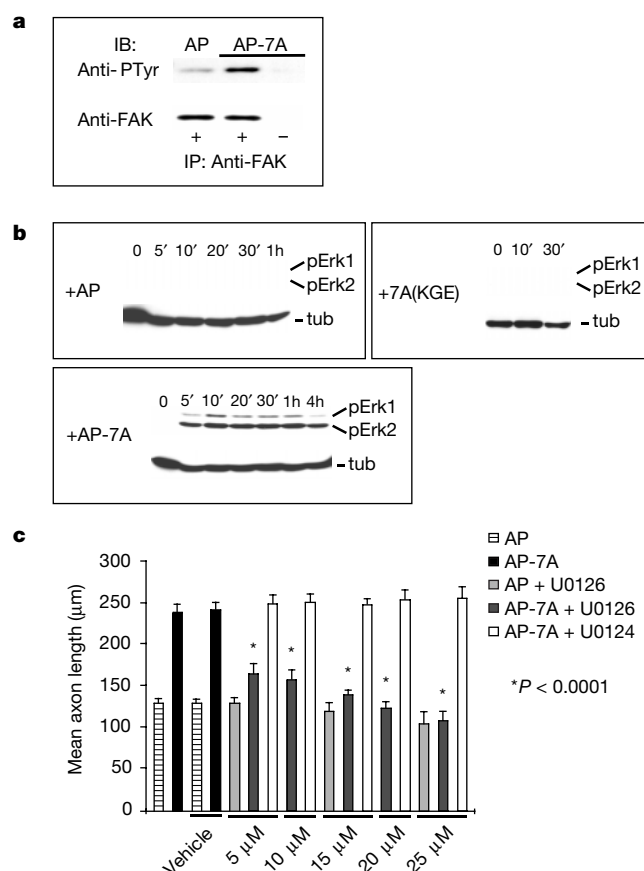 a
IB: AP AP-7A
Anti-PTyr
Anti-FAK
+ + −
IP: Anti-FAK
b
0 5′ 10′ 20′ 30′ 1h
pErk1
pErk2
+AP
tub
0 10′ 30′
pErk1
pErk2
+7A(KGE)
tub
0 5′ 10′ 20′ 30′ 1h 4h
pErk1
pErk2
+AP-7A
tub
c
Mean axon length (μm)
300
250
200
150
100
50
0
* * * * *
Vehicle
5 μM
10 μM
15 μM
20 μM
25 μM
AP
AP-7A
AP + U0126
AP-7A + U0126
AP-7A + U0124
*P < 0.0001